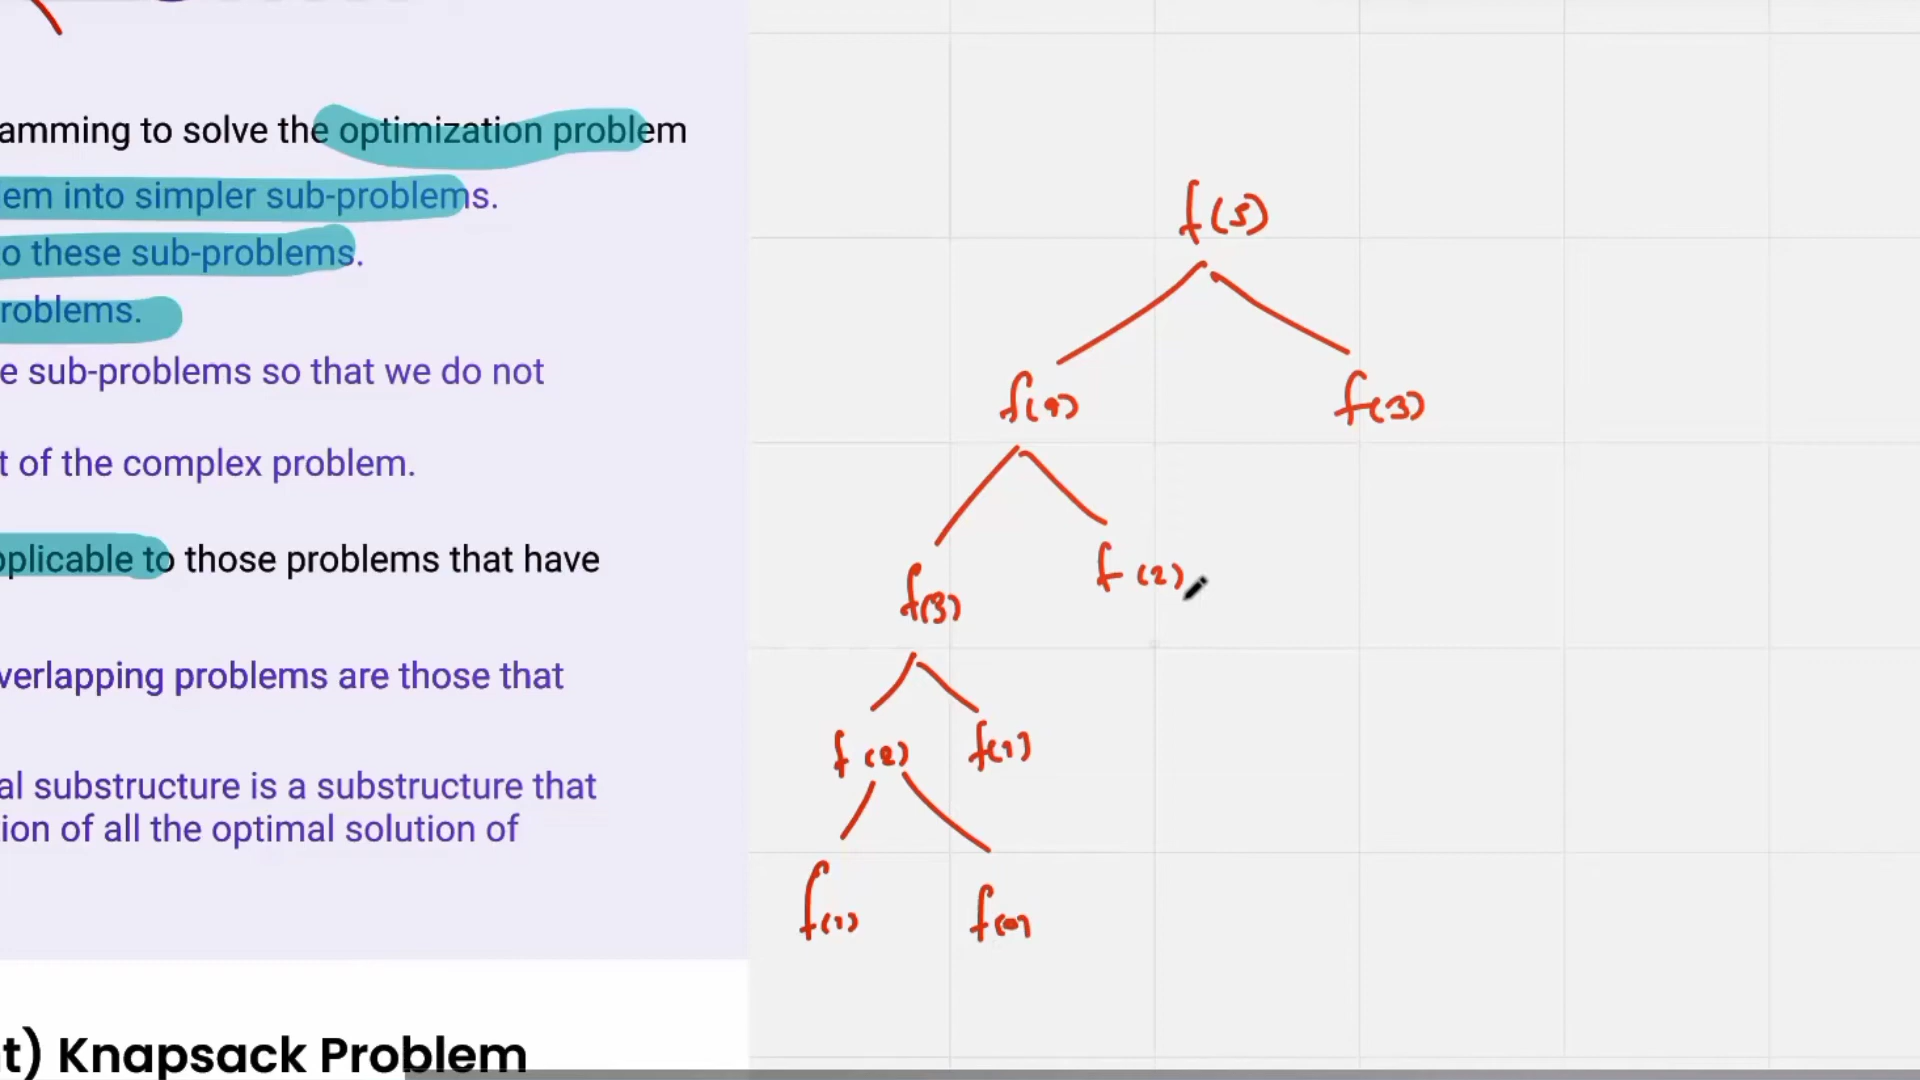 amming to solve the optimization problem
em into simpler sub-problems.
o these sub-problems.
roblems.
e sub-problems so that we do not
t of the complex problem.
pplicable to those problems that have
verlapping problems are those that
al substructure is a substructure that
ion of all the optimal solution of
t) Knapsack Problem
f(5)
f(4) f(3)
f(3) f(2)
f(2) f(1)
f(1) f(0)